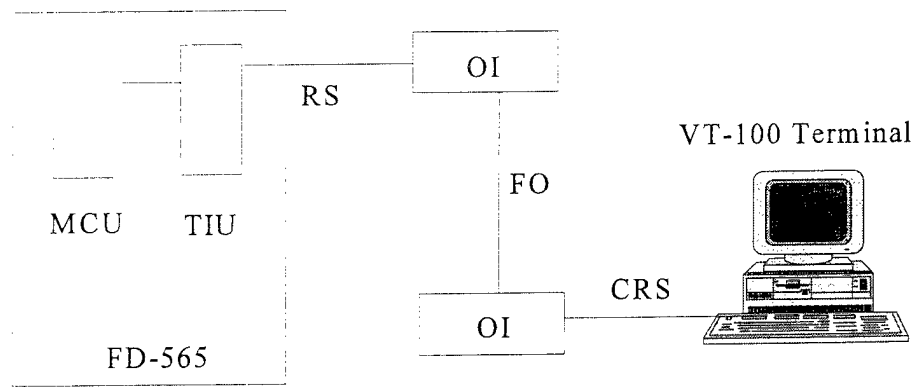 OI
RS
VT-100 Terminal
FO
MCU TIU
CRS
OI
FD-565